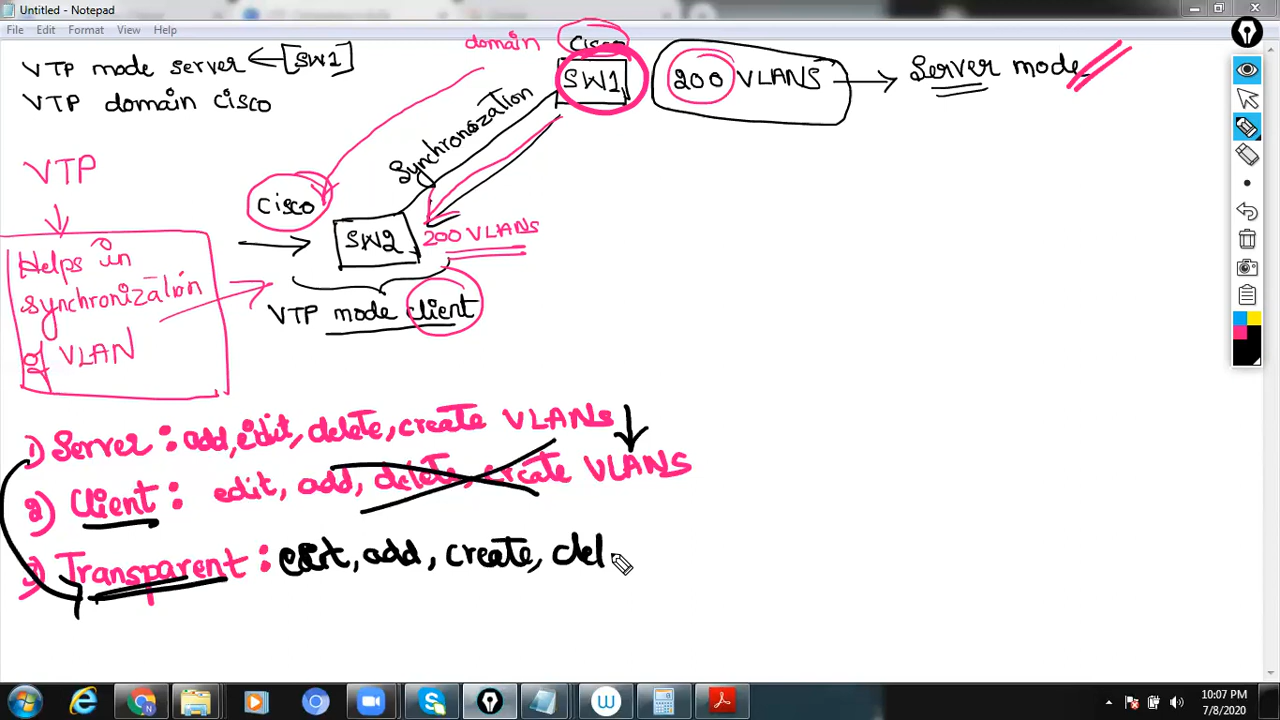 Untitled - Notepad
File Edit Format View Help
VTP mode server ← [SW1]
VTP domain cisco
domain cisco
SW1
200 VLANS → Server mode
Synchronization
VTP
cisco
SW2
200 VLANS
Helps in
synchronization
of VLAN
VTP mode client
1) Server : add, edit, delete, create VLANS
2) Client : edit, add, delete, create VLANS
3) Transparent : edit, add, create, del
10:07 PM
7/8/2020